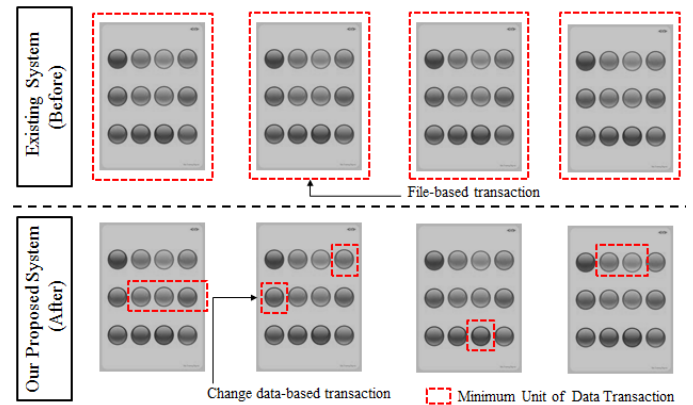 Existing System
(Before)
File-based transaction
Our Proposed System
(After)
Change data-based transaction
Minimum Unit of Data Transaction